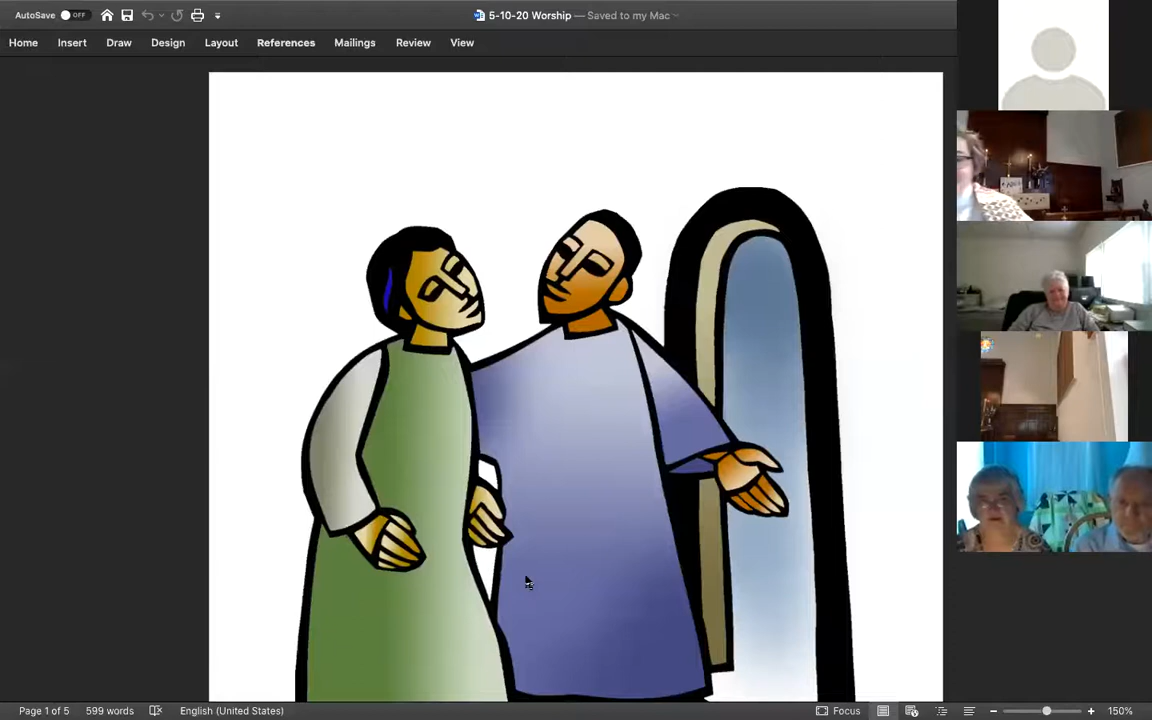 AutoSave OFF
5-10-20 Worship — Saved to my Mac
Home Insert Draw Design Layout References Mailings Review View
Page 1 of 5 599 words English (United States) Focus 150%